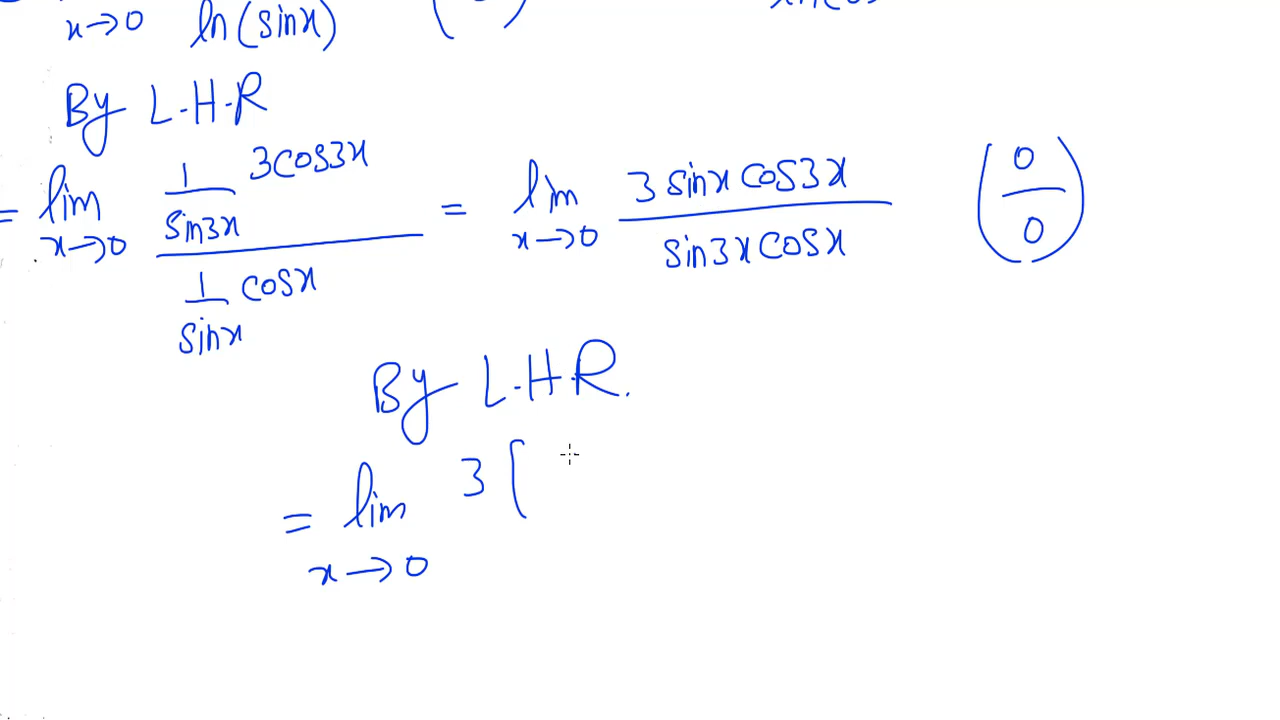 x→0 ln(sinx)
By L-H-R
= lim x→0 (1/sin3x 3cos3x)/(1/sinx cosx) = lim x→0 (3 sinx cos3x)/(sin3x cosx) (0/0)
By L-H-R.
= lim x→0 3[